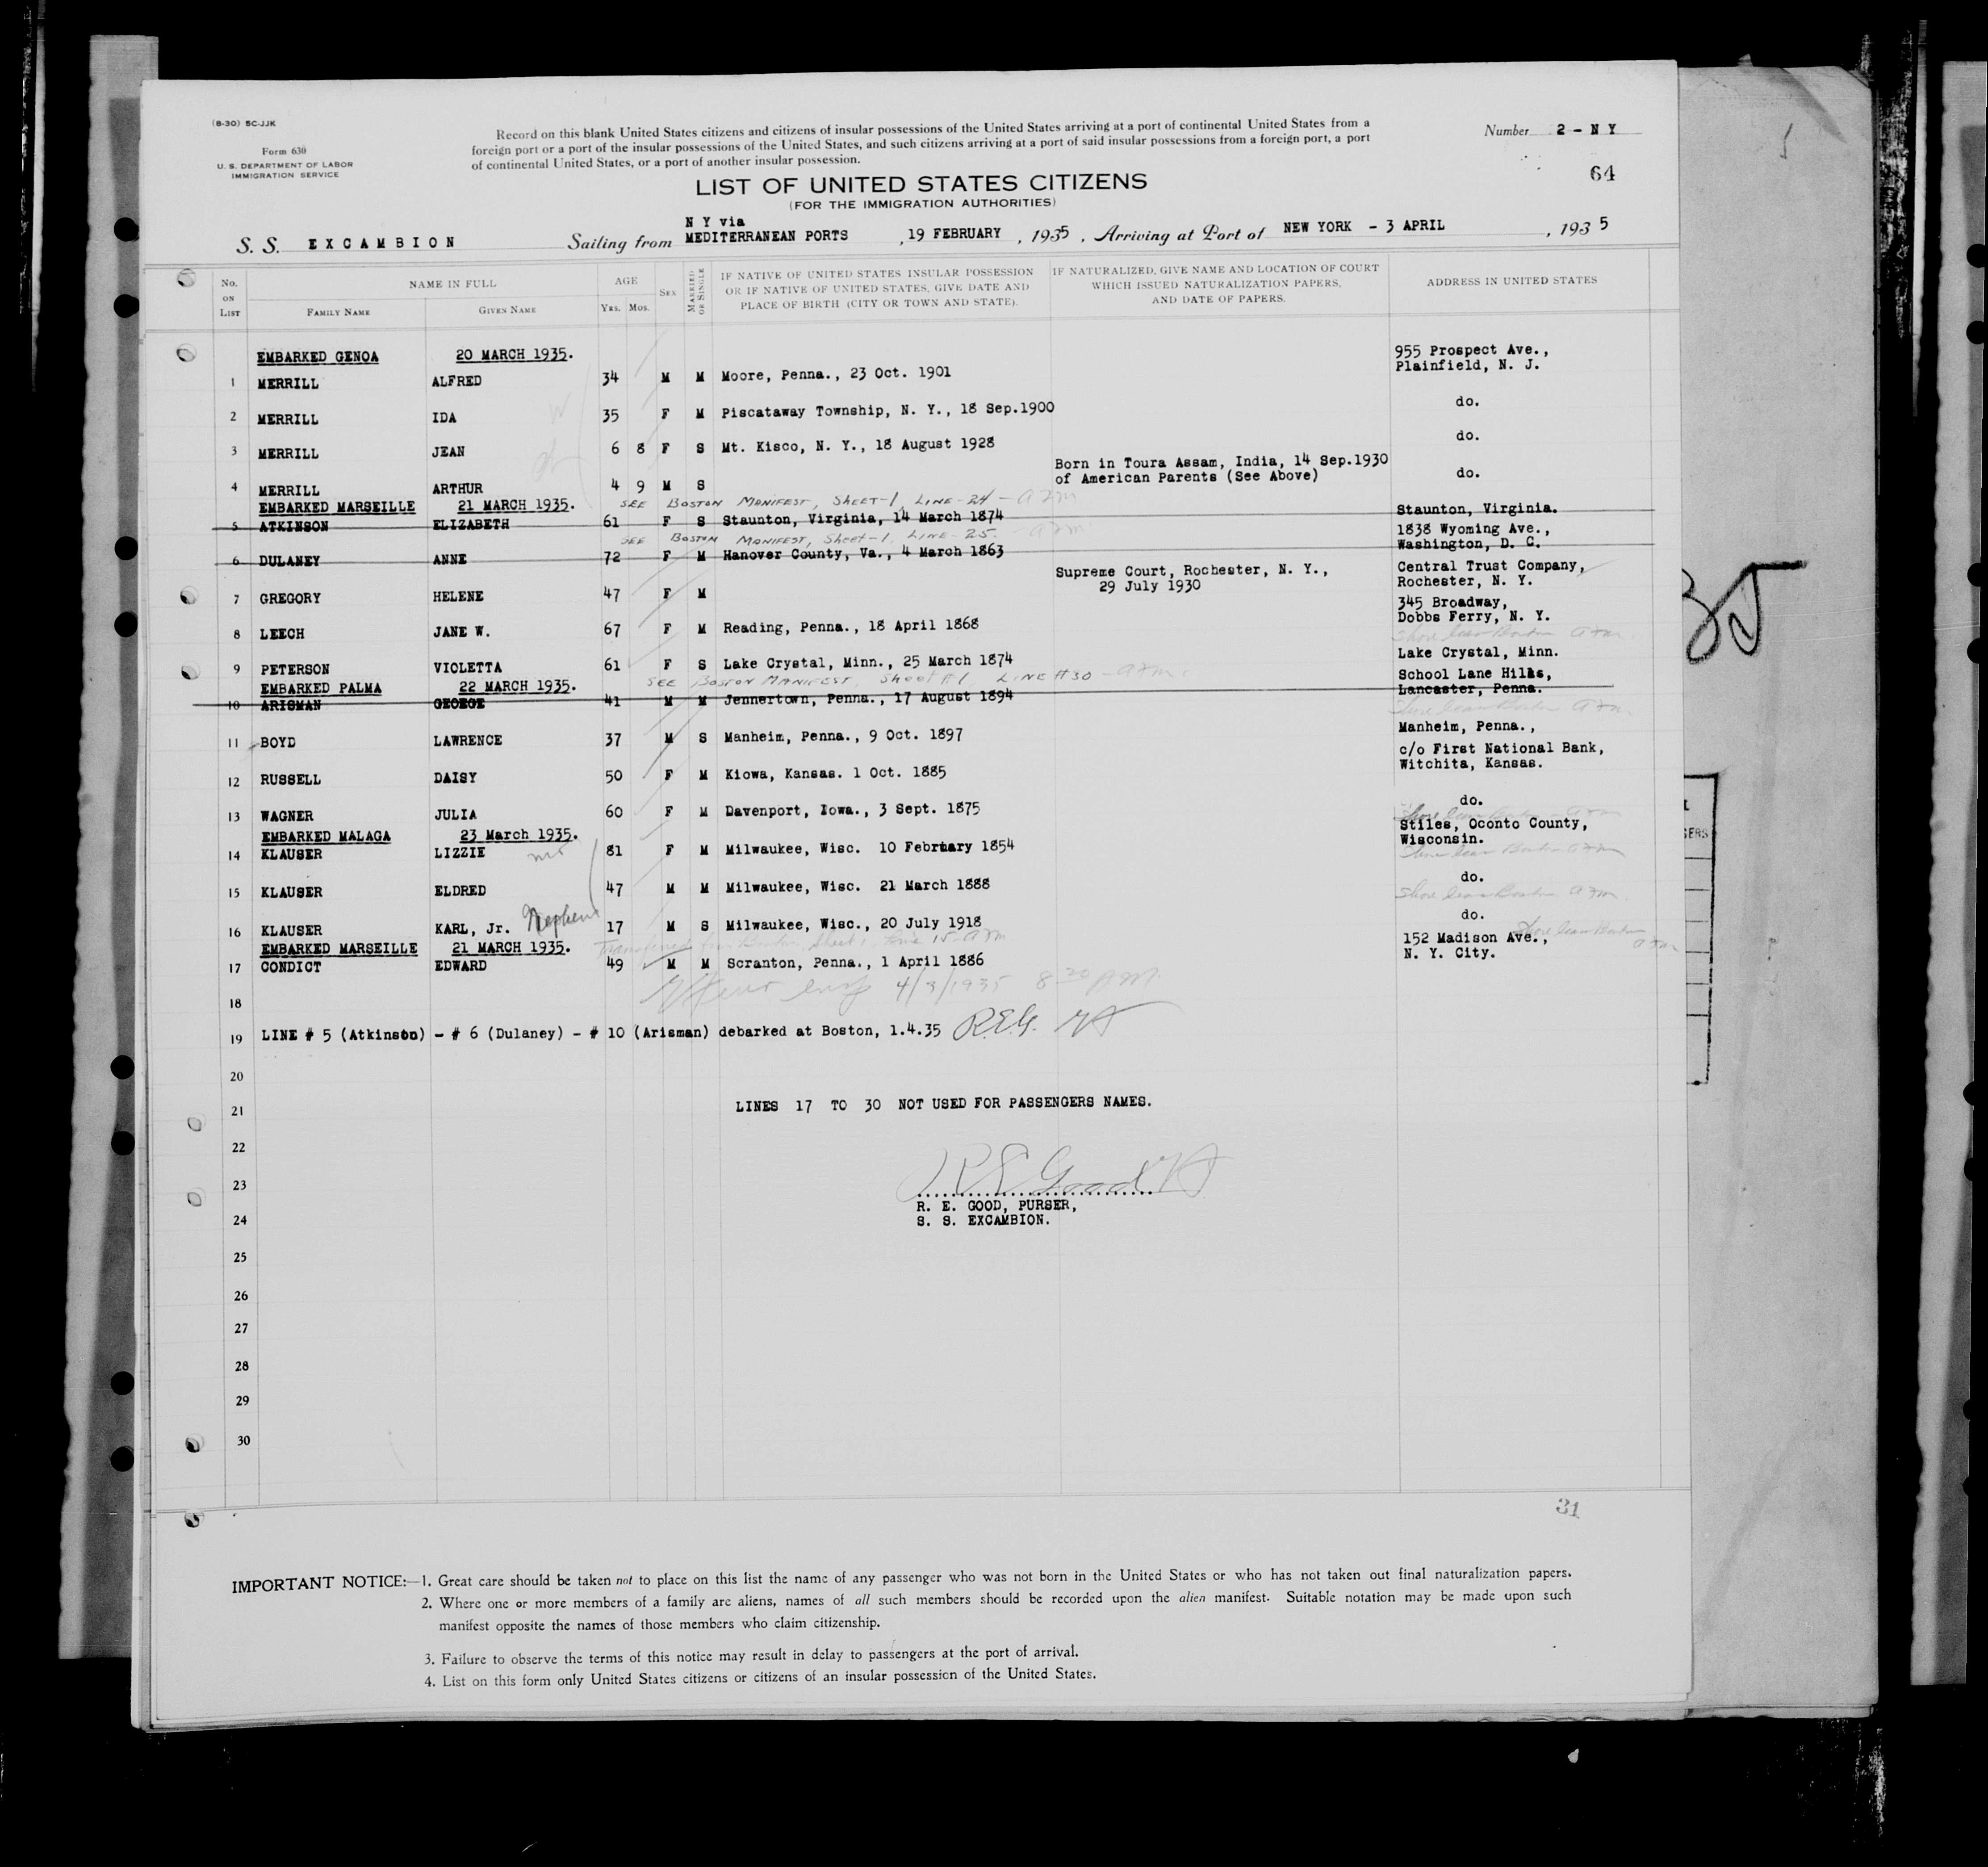 (8-30) 5C-JJK
Form 630
U. S. DEPARTMENT OF LABOR
IMMIGRATION SERVICE
Record on this blank United States citizens and citizens of insular possessions of the United States arriving at a port of continental United States from a
foreign port or a port of the insular possessions of the United States, and such citizens arriving at a port of said insular possessions from a foreign port, a port
of continental United States, or a port of another insular possession.
Number 2 - N Y
64
LIST OF UNITED STATES CITIZENS
(FOR THE IMMIGRATION AUTHORITIES)
N Y via
S. S. EXCAMBION Sailing from MEDITERRANEAN PORTS , 19 FEBRUARY , 1935 , Arriving at Port of NEW YORK - 3 APRIL , 193 5
No. ON LIST NAME IN FULL AGE SEX MARRIED OR SINGLE IF NATIVE OF UNITED STATES INSULAR POSSESSION OR IF NATIVE OF UNITED STATES, GIVE DATE AND PLACE OF BIRTH (CITY OR TOWN AND STATE). IF NATURALIZED, GIVE NAME AND LOCATION OF COURT WHICH ISSUED NATURALIZATION PAPERS, AND DATE OF PAPERS. ADDRESS IN UNITED STATES
FAMILY NAME GIVEN NAME YRS. MOS.
EMBARKED GENOA 20 MARCH 1935. 955 Prospect Ave.,
Plainfield, N. J.
1 MERRILL ALFRED 34 M M Moore, Penna., 23 Oct. 1901
2 MERRILL IDA 35 F M Piscataway Township, N. Y., 18 Sep.1900 do.
3 MERRILL JEAN 6 8 F S Mt. Kisco, N. Y., 18 August 1928 do.
Born in Toura Assam, India, 14 Sep.1930
4 MERRILL ARTHUR 4 9 M S of American Parents (See Above) do.
EMBARKED MARSEILLE 21 MARCH 1935. SEE BOSTON MANIFEST, SHEET-1, LINE-24
5 ATKINSON ELIZABETH 61 F S Staunton, Virginia, 14 March 1874 Staunton, Virginia.
SEE BOSTON MANIFEST, Sheet-1, LINE-25. 1838 Wyoming Ave.,
6 DULANEY ANNE 72 F M Hanover County, Va., 4 March 1863 Washington, D. C.
Supreme Court, Rochester, N. Y., Central Trust Company,
7 GREGORY HELENE 47 F M 29 July 1930 Rochester, N. Y.
345 Broadway,
8 LEECH JANE W. 67 F M Reading, Penna., 18 April 1868 Dobbs Ferry, N. Y.
9 PETERSON VIOLETTA 61 F S Lake Crystal, Minn., 25 March 1874 Lake Crystal, Minn.
EMBARKED PALMA 22 MARCH 1935. SEE BOSTON MANIFEST, Sheet #1, LINE #30 School Lane Hills,
10 ARISMAN GEOEGE 41 M M Jennertown, Penna., 17 August 1894 Lancaster, Penna.
11 BOYD LAWRENCE 37 M S Manheim, Penna., 9 Oct. 1897 Manheim, Penna.,
c/o First National Bank,
12 RUSSELL DAISY 50 F M Kiowa, Kansas. 1 Oct. 1885 Witchita, Kansas.
13 WAGNER JULIA 60 F M Davenport, Iowa., 3 Sept. 1875 do.
EMBARKED MALAGA 23 March 1935. Stiles, Oconto County,
14 KLAUSER LIZZIE 81 F M Milwaukee, Wisc. 10 February 1854 Wisconsin.
15 KLAUSER ELDRED 47 M M Milwaukee, Wisc. 21 March 1888 do.
16 KLAUSER KARL, Jr. Nephew 17 M S Milwaukee, Wisc., 20 July 1918 do.
EMBARKED MARSEILLE 21 MARCH 1935. 152 Madison Ave.,
17 CONDICT EDWARD 49 M M Scranton, Penna., 1 April 1886 N. Y. City.
4/3/1935 8 20 PM
18
19 LINE # 5 (Atkinson) - # 6 (Dulaney) - # 10 (Arisman) debarked at Boston, 1.4.35 R.E.G.
20
21 LINES 17 TO 30 NOT USED FOR PASSENGERS NAMES.
22
23 R E Good
R. E. GOOD, PURSER,
24 S. S. EXCAMBION.
25
26
27
28
29
30
31
IMPORTANT NOTICE:—1. Great care should be taken not to place on this list the name of any passenger who was not born in the United States or who has not taken out final naturalization papers.
2. Where one or more members of a family are aliens, names of all such members should be recorded upon the alien manifest. Suitable notation may be made upon such
manifest opposite the names of those members who claim citizenship.
3. Failure to observe the terms of this notice may result in delay to passengers at the port of arrival.
4. List on this form only United States citizens or citizens of an insular possession of the United States.